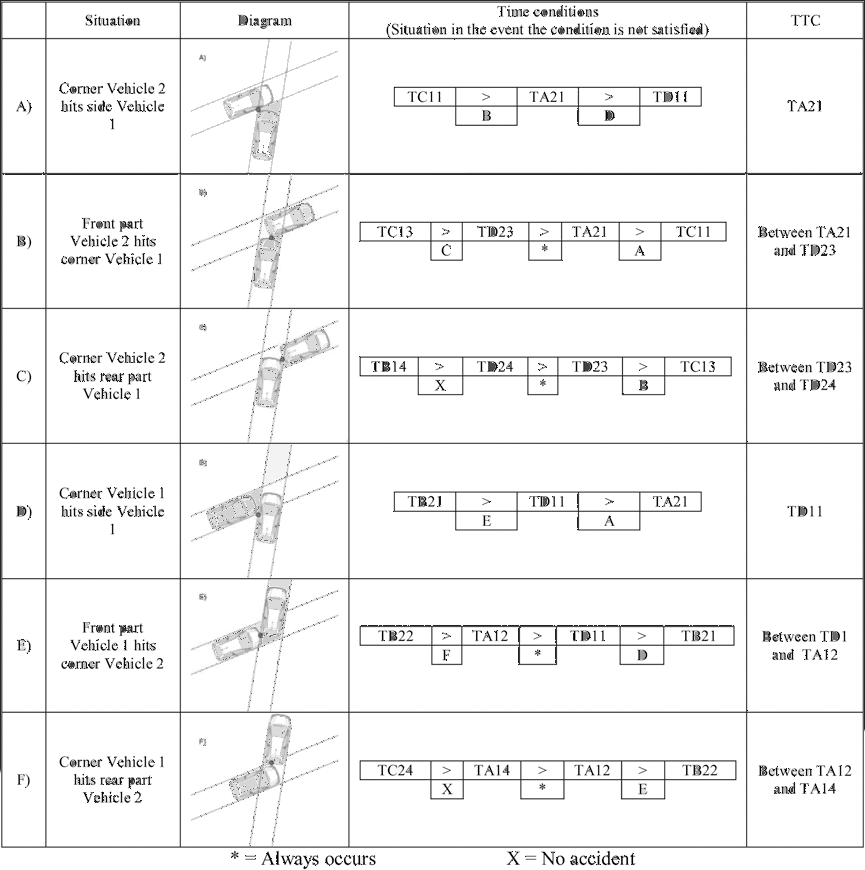 Situation
Diagram
Time conditions
(Situation in the event the condition is not satisfied)
TTC
A)
Corner Vehicle 2
hits side Vehicle
1
A)
TC11 > TA21 > TD11
B D
TA21
B)
Front part
Vehicle 2 hits
corner Vehicle 1
B)
TC13 > TD23 > TA21 > TC11
C * A
Between TA21
and TD23
C)
Corner Vehicle 2
hits rear part
Vehicle 1
C)
TB14 > TD24 > TD23 > TC13
X * B
Between TD23
and TD24
D)
Corner Vehicle 1
hits side Vehicle
1
D)
TB21 > TD11 > TA21
E A
TD11
E)
Front part
Vehicle 1 hits
corner Vehicle 2
E)
TB22 > TA12 > TD11 > TB21
F * D
Between TD1
and TA12
F)
Corner Vehicle 1
hits rear part
Vehicle 2
F)
TC24 > TA14 > TA12 > TB22
X * E
Between TA12
and TA14
* = Always occurs
X = No accident